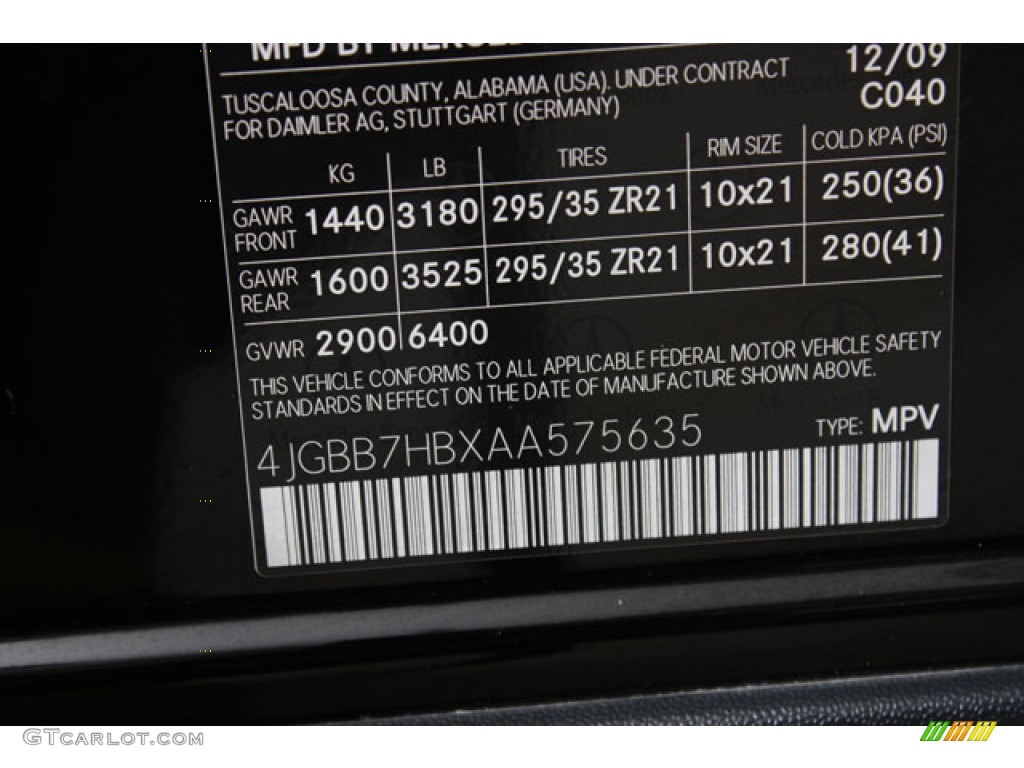 MFD BY
12/09
TUSCALOOSA COUNTY, ALABAMA (USA). UNDER CONTRACT
C040
FOR DAIMLER AG, STUTTGART (GERMANY)
KG LB TIRES RIM SIZE COLD KPA (PSI)
GAWR FRONT 1440 3180 295/35 ZR21 10x21 250(36)
GAWR REAR 1600 3525 295/35 ZR21 10x21 280(41)
GVWR 2900 6400
THIS VEHICLE CONFORMS TO ALL APPLICABLE FEDERAL MOTOR VEHICLE SAFETY
STANDARDS IN EFFECT ON THE DATE OF MANUFACTURE SHOWN ABOVE.
4JGBB7HBXAA575635 TYPE: MPV
GTcarlot.com